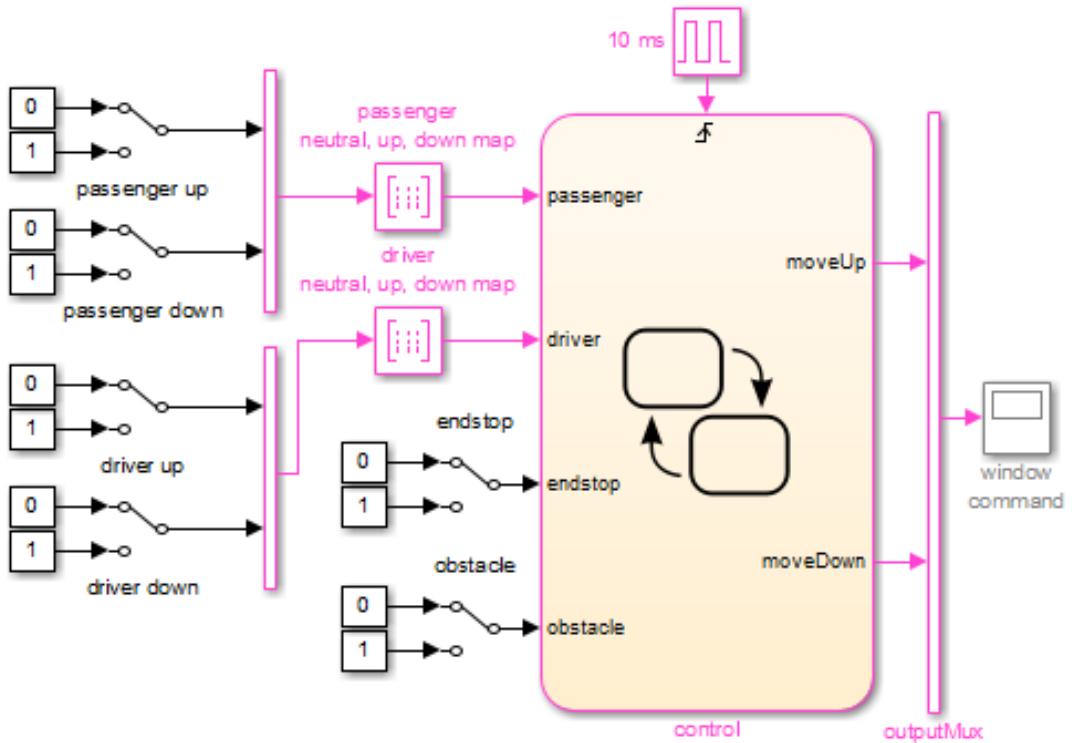 10 ms
passenger
neutral, up, down map
0
1
passenger up
0
1
passenger down
passenger
driver
neutral, up, down map
moveUp
driver
0
1
driver up
endstop
0
1
endstop
window
command
0
1
driver down
obstacle
moveDown
0
1
obstacle
control
outputMux